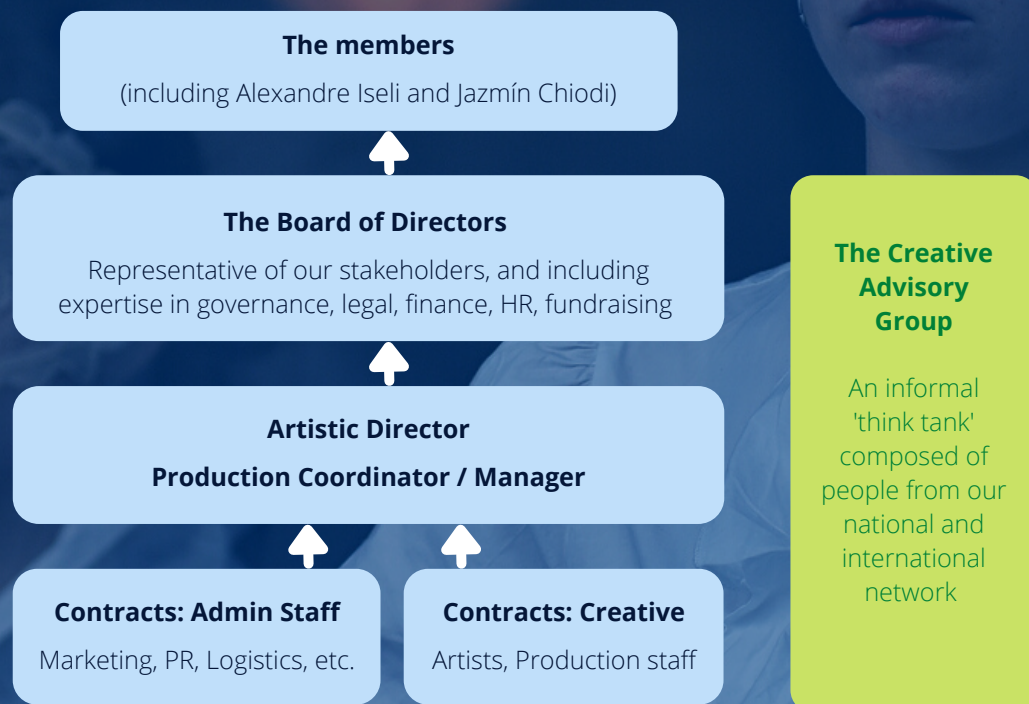 The members
(including Alexandre Iseli and Jazmín Chiodi)
The Board of Directors
Representative of our stakeholders, and including
expertise in governance, legal, finance, HR, fundraising
Artistic Director
Production Coordinator / Manager
Contracts: Admin Staff
Marketing, PR, Logistics, etc.
Contracts: Creative
Artists, Production staff
The Creative
Advisory
Group
An informal
'think tank'
composed of
people from our
national and
international
network